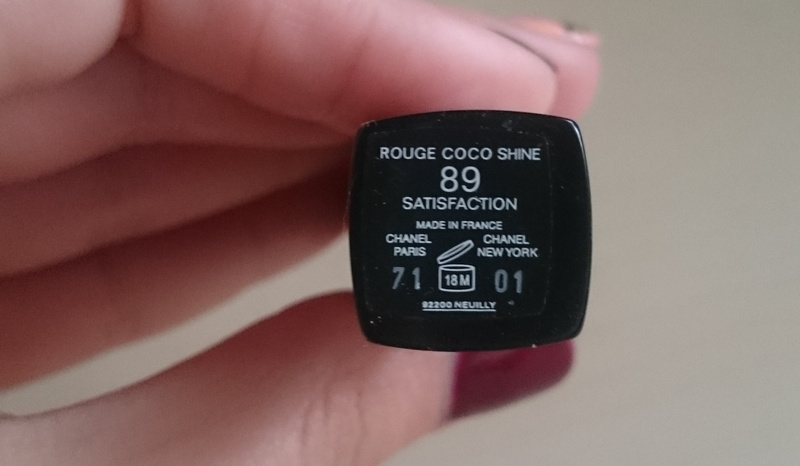 ROUGE COCO SHINE
89
SATISFACTION
MADE IN FRANCE
CHANEL CHANEL
PARIS NEW YORK
71 18M 01
92200 NEUILLY